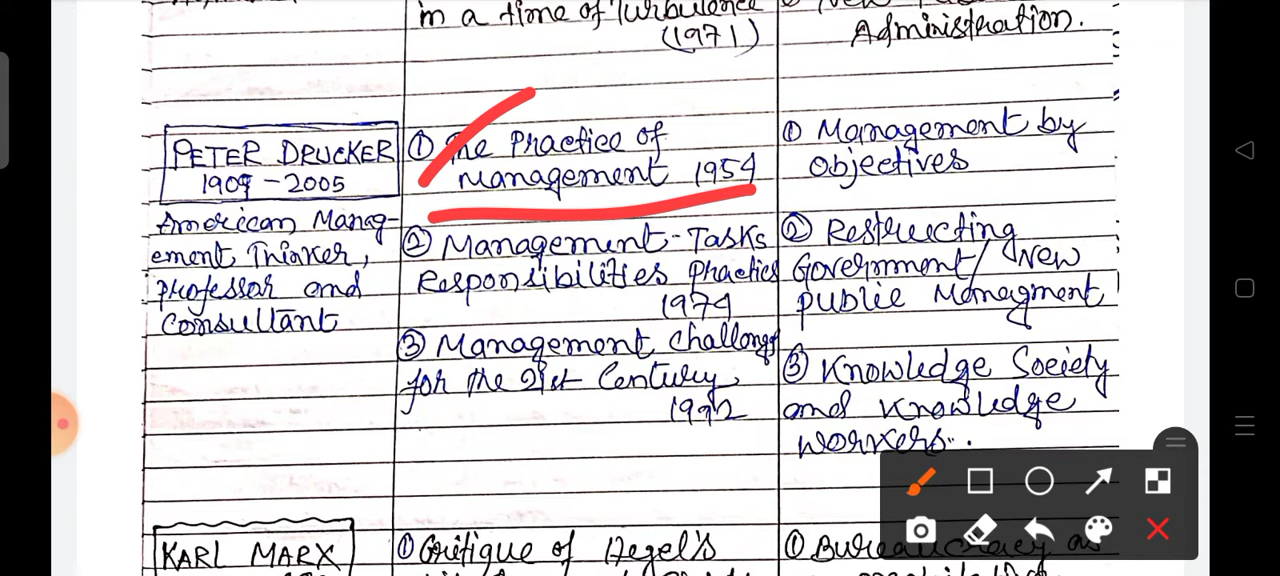 in a time of Turbulence
(1971)
Administration.
PETER DRUCKER
1909 - 2005
American Manag-
ement Thinker,
professor and
Consultant
① The Practice of
Management 1954
② Management-Tasks
Responsibilities Practices
1974
③ Management challenge
for the 21st Century
1992
① Management by
objectives
② Restructing
Government/ New
public Managment
③ Knowledge Society
and Knowledge
workers..
KARL MARX
① Critique of Hegel's
① Bureaucracy as